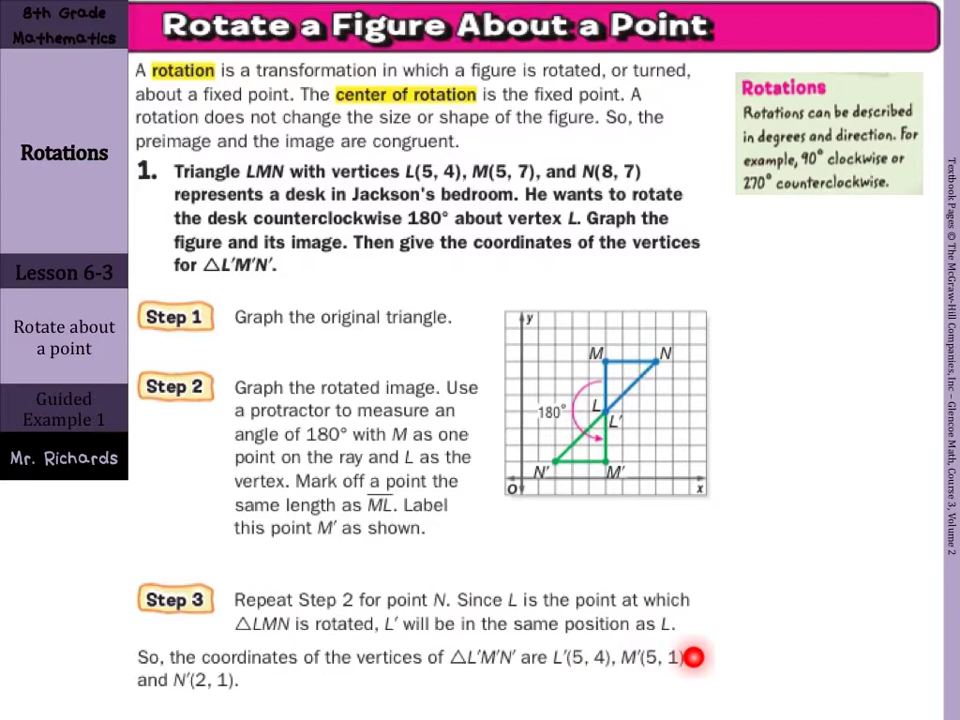 8th Grade
Mathematics
Rotations
Lesson 6-3
Rotate about
a point
Guided
Example 1
Mr. Richards
Rotate a Figure About a Point
A rotation is a transformation in which a figure is rotated, or turned,
about a fixed point. The center of rotation is the fixed point. A
rotation does not change the size or shape of the figure. So, the
preimage and the image are congruent.
Rotations
Rotations can be described
in degrees and direction. For
example, 90° clockwise or
270° counterclockwise.
1. Triangle LMN with vertices L(5, 4), M(5, 7), and N(8, 7)
represents a desk in Jackson's bedroom. He wants to rotate
the desk counterclockwise 180° about vertex L. Graph the
figure and its image. Then give the coordinates of the vertices
for △L′M′N′.
Step 1 Graph the original triangle.
Step 2 Graph the rotated image. Use
a protractor to measure an
angle of 180° with M as one
point on the ray and L as the
vertex. Mark off a point the
same length as M̅L̅. Label
this point M′ as shown.
y
M N
180° L
L′
N′ M′
O x
Step 3 Repeat Step 2 for point N. Since L is the point at which
△LMN is rotated, L′ will be in the same position as L.
So, the coordinates of the vertices of △L′M′N′ are L′(5, 4), M′(5, 1)
and N′(2, 1).
Textbook Pages © The McGraw-Hill Companies, Inc – Glencoe Math, Course 3, Volume 2